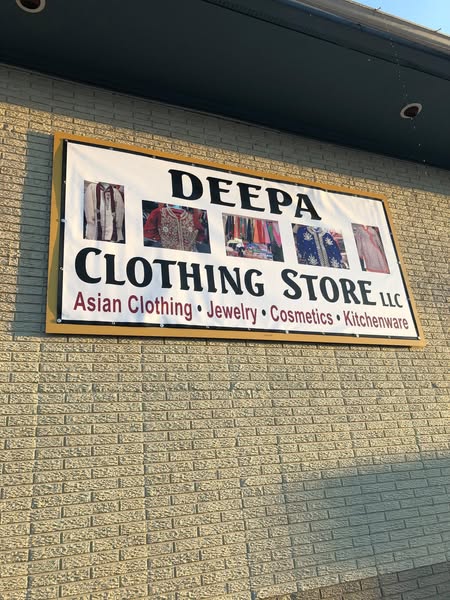 DEEPA
CLOTHING STORE LLC
Asian Clothing • Jewelry • Cosmetics • Kitchenware